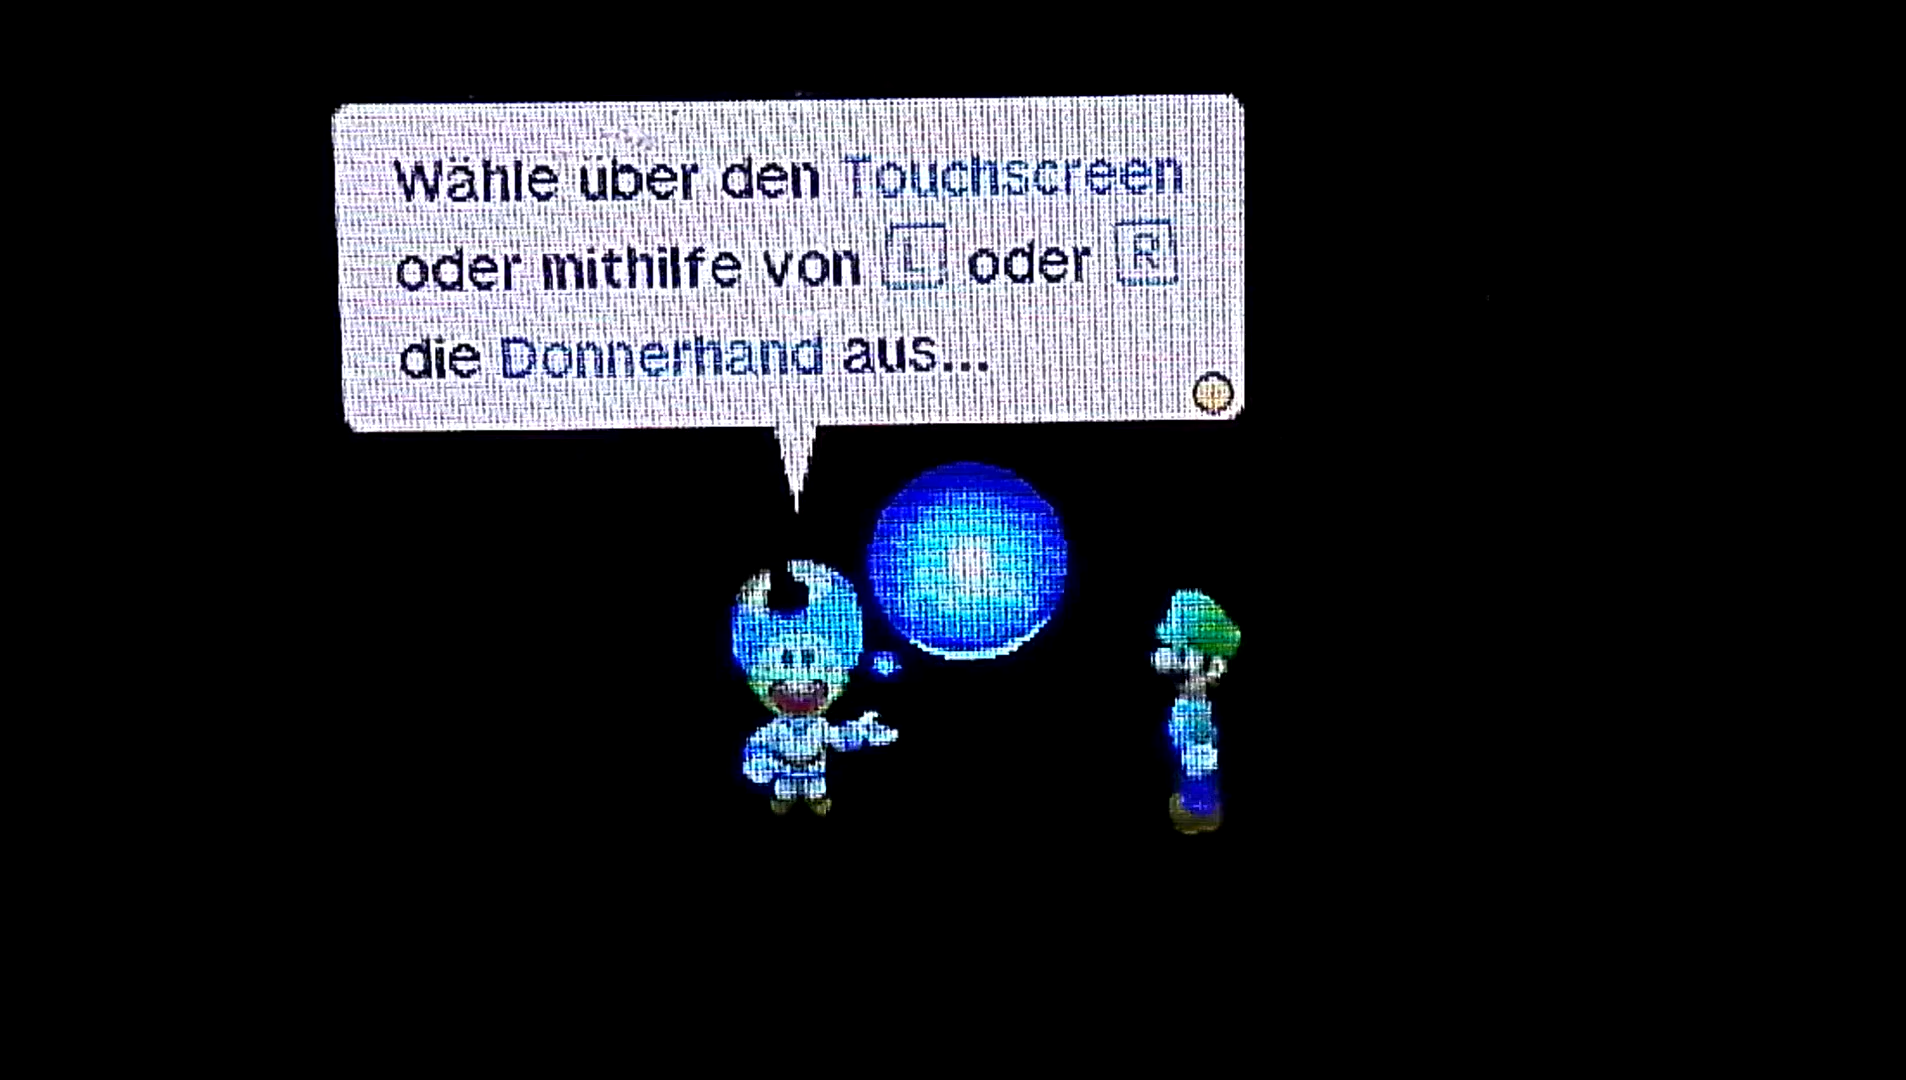 Wähle über den Touchscreen
oder mithilfe von L oder R
die Donnerhand aus...